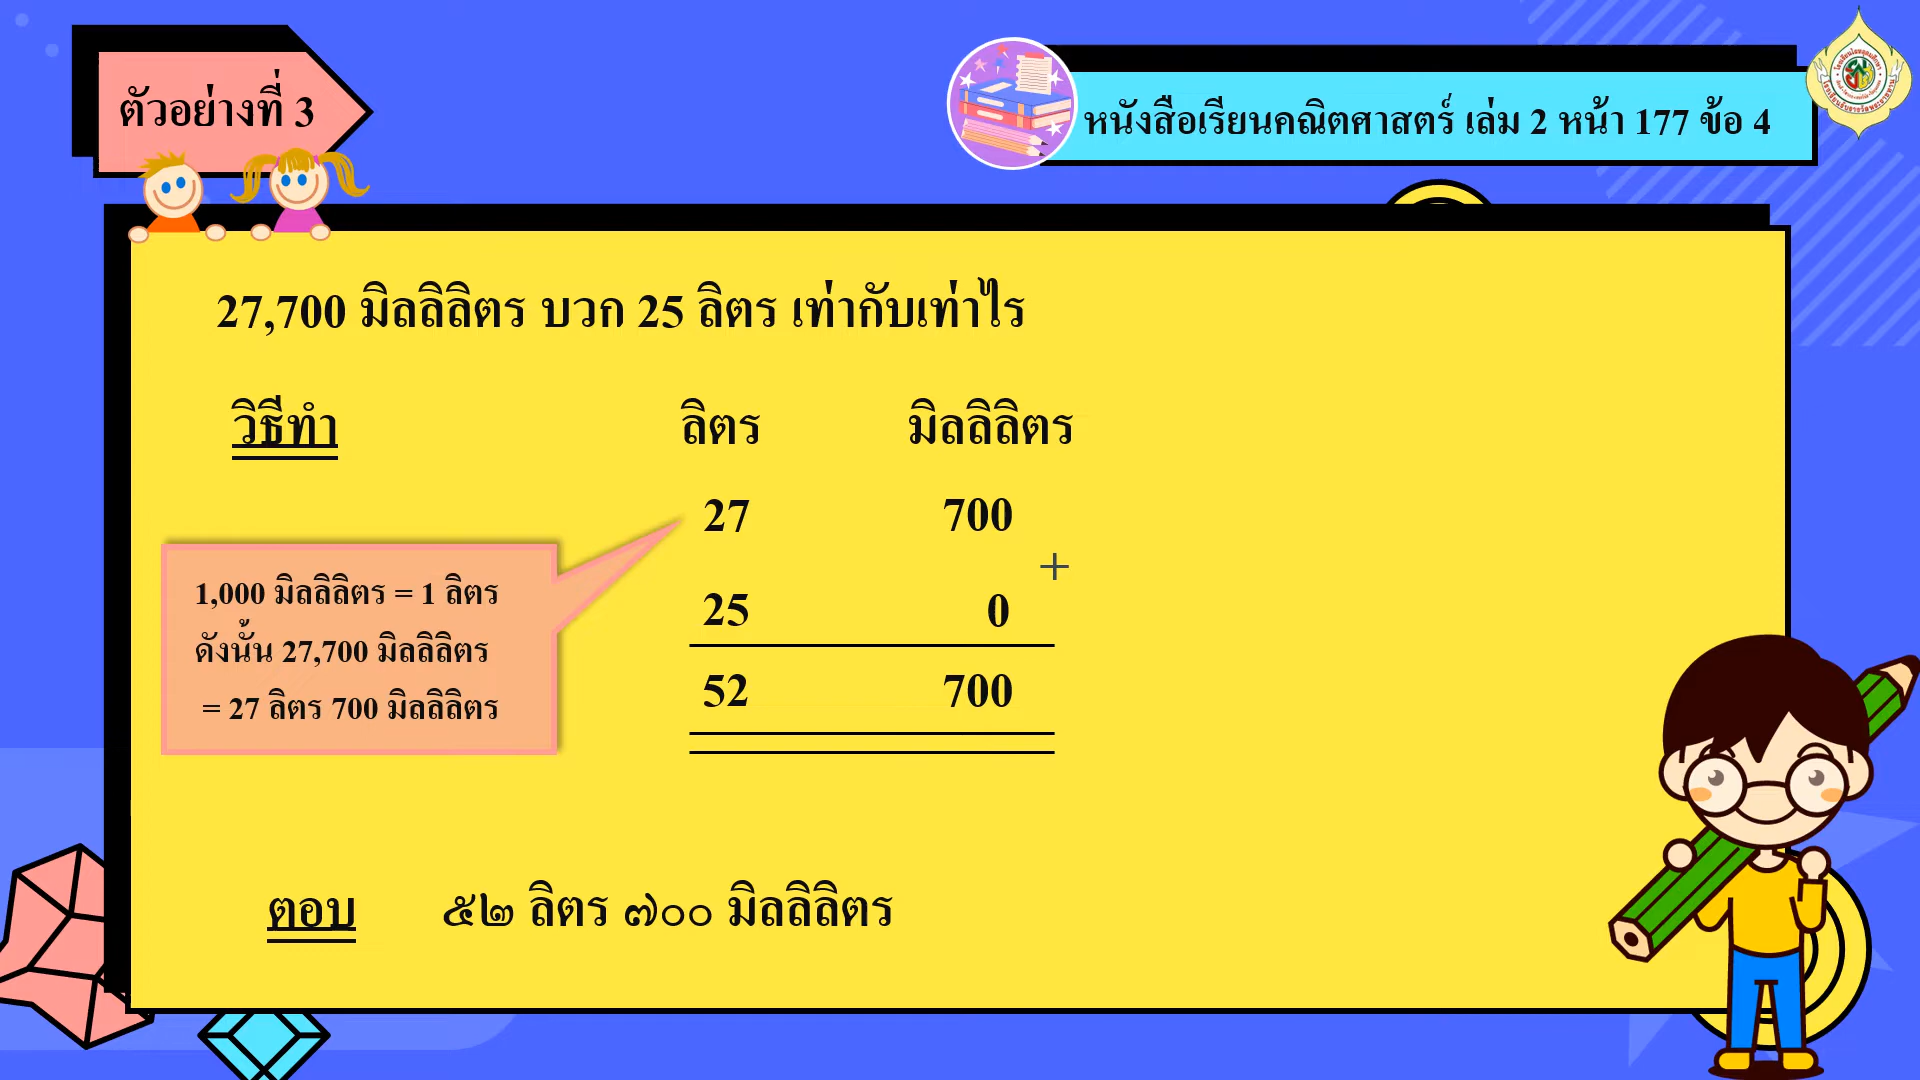 ตัวอย่างที่ 3
หนังสือเรียนคณิตศาสตร์ เล่ม 2 หน้า 177 ข้อ 4
27,700 มิลลิลิตร บวก 25 ลิตร เท่ากับเท่าไร
วิธีทำ ลิตร มิลลิลิตร
27 700
+
25 0
52 700
1,000 มิลลิลิตร = 1 ลิตร
ดังนั้น 27,700 มิลลิลิตร
= 27 ลิตร 700 มิลลิลิตร
ตอบ ๕๒ ลิตร ๗๐๐ มิลลิลิตร